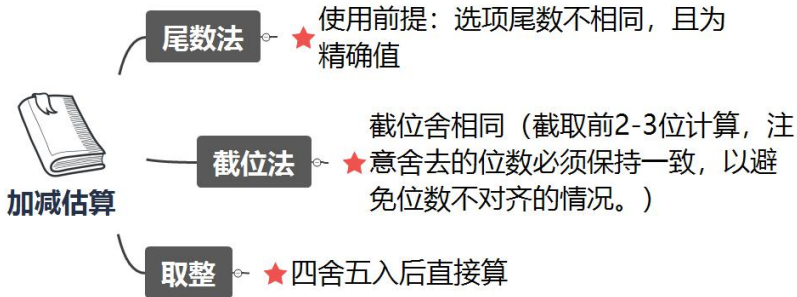 加减估算
尾数法
使用前提：选项尾数不相同，且为
精确值
截位法
截位舍相同（截取前2-3位计算，注
意舍去的位数必须保持一致，以避
免位数不对齐的情况。）
取整
四舍五入后直接算